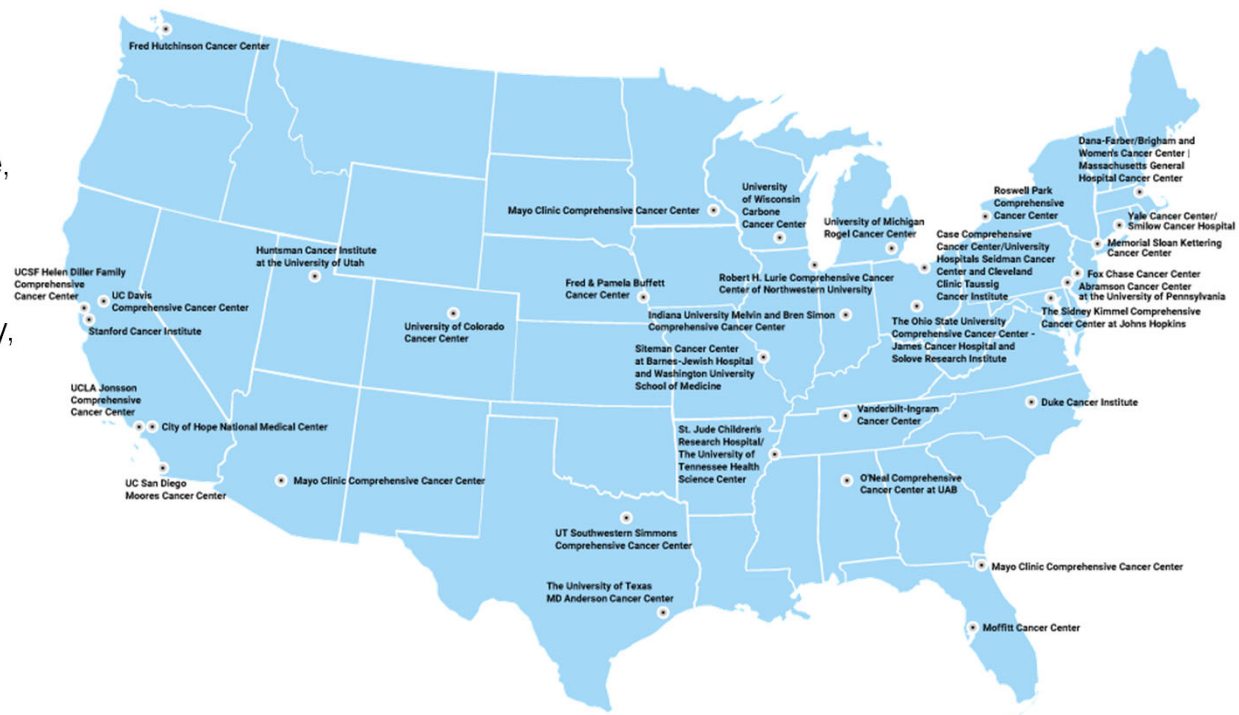 Fred Hutchinson Cancer Center
Dana-Farber/Brigham and
Women's Cancer Center |
Massachusetts General
Hospital Cancer Center
University
of Wisconsin
Carbone
Cancer Center
Roswell Park
Comprehensive
Cancer Center
Mayo Clinic Comprehensive Cancer Center
University of Michigan
Rogel Cancer Center
Yale Cancer Center/
Smilow Cancer Hospital
Case Comprehensive
Cancer Center/University
Hospitals Seidman Cancer
Center and Cleveland
Clinic Taussig
Cancer Institute
Memorial Sloan Kettering
Cancer Center
Huntsman Cancer Institute
at the University of Utah
UCSF Helen Diller Family
Comprehensive
Cancer Center
UC Davis
Comprehensive Cancer Center
Stanford Cancer Institute
Fred & Pamela Buffett
Cancer Center
Robert H. Lurie Comprehensive Cancer
Center of Northwestern University
Fox Chase Cancer Center
Abramson Cancer Center
at the University of Pennsylvania
The Sidney Kimmel Comprehensive
Cancer Center at Johns Hopkins
University of Colorado
Cancer Center
Indiana University Melvin and Bren Simon
Comprehensive Cancer Center
The Ohio State University
Comprehensive Cancer Center -
James Cancer Hospital and
Solove Research Institute
Siteman Cancer Center
at Barnes-Jewish Hospital
and Washington University
School of Medicine
UCLA Jonsson
Comprehensive
Cancer Center
City of Hope National Medical Center
Vanderbilt-Ingram
Cancer Center
Duke Cancer Institute
St. Jude Children's
Research Hospital/
The University of
Tennessee Health
Science Center
UC San Diego
Moores Cancer Center
Mayo Clinic Comprehensive Cancer Center
O'Neal Comprehensive
Cancer Center at UAB
UT Southwestern Simmons
Comprehensive Cancer Center
The University of Texas
MD Anderson Cancer Center
Mayo Clinic Comprehensive Cancer Center
Moffitt Cancer Center